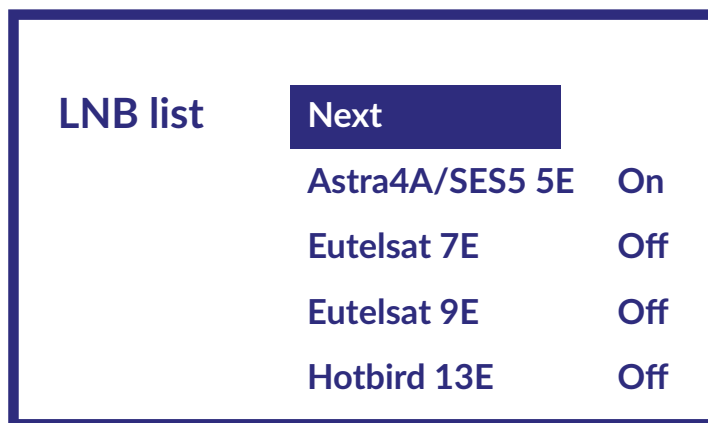 LNB list Next
Astra4A/SES5 5E On
Eutelsat 7E Off
Eutelsat 9E Off
Hotbird 13E Off